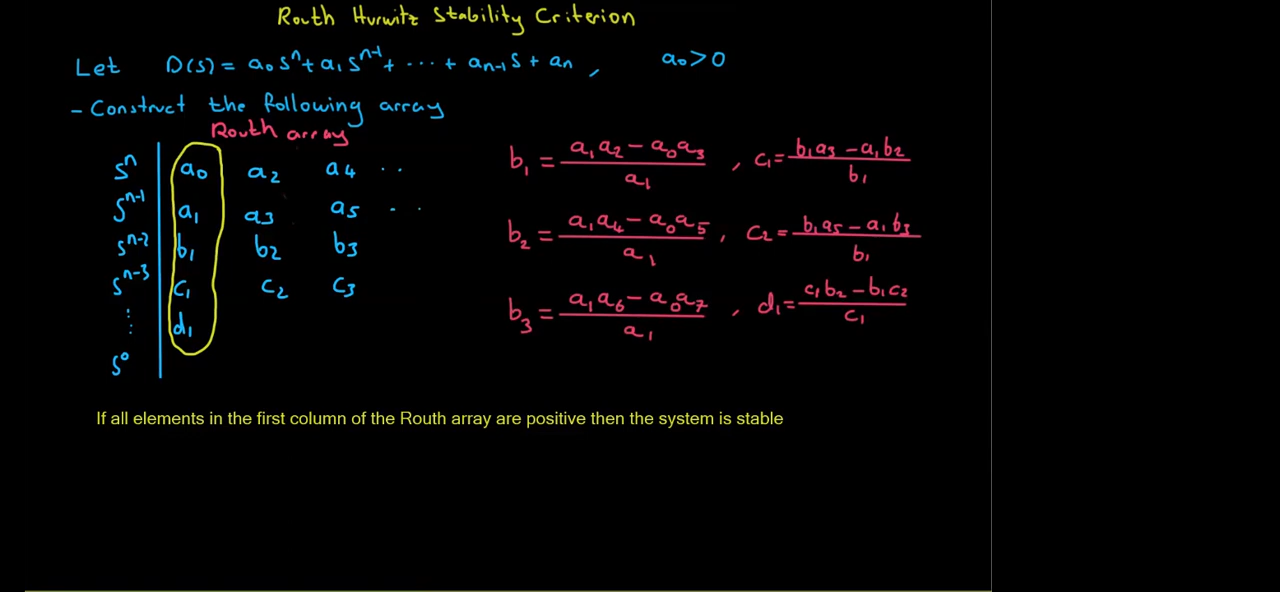 Routh Hurwitz Stability Criterion
Let D(s) = a₀sⁿ + a₁sⁿ⁻¹ + ··· + aₙ₋₁s + aₙ , a₀ > 0
- Construct the following array
Routh array
sⁿ | a₀ a₂ a₄ ··
sⁿ⁻¹ | a₁ a₃ a₅ ··
sⁿ⁻² | b₁ b₂ b₃
sⁿ⁻³ | c₁ c₂ c₃
⋮ | d₁
s⁰ |
b₁ = (a₁a₂ − a₀a₃)/a₁ , c₁ = (b₁a₃ − a₁b₂)/b₁
b₂ = (a₁a₄ − a₀a₅)/a₁ , c₂ = (b₁a₅ − a₁b₃)/b₁
b₃ = (a₁a₆ − a₀a₇)/a₁ , d₁ = (c₁b₂ − b₁c₂)/c₁
If all elements in the first column of the Routh array are positive then the system is stable